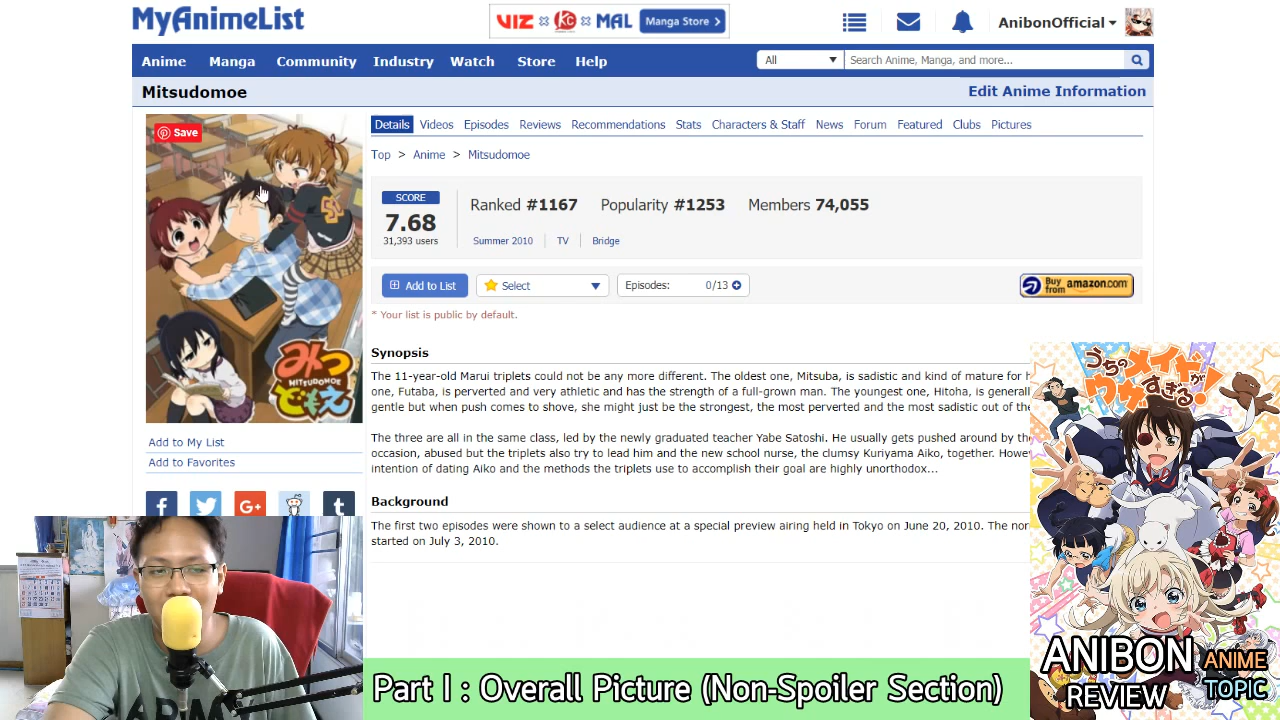 MyAnimeList
VIZ × KC × MAL Manga Store >
AnibonOfficial
Anime Manga Community Industry Watch Store Help
All
Search Anime, Manga, and more...
Mitsudomoe
Edit Anime Information
Save
みつどもえ
MITSUDOMOE
Details Videos Episodes Reviews Recommendations Stats Characters & Staff News Forum Featured Clubs Pictures
Top > Anime > Mitsudomoe
SCORE
7.68
31,393 users
Ranked #1167 Popularity #1253 Members 74,055
Summer 2010 TV Bridge
Add to List
Select
Episodes: 0/13
Buy from amazon.com
* Your list is public by default.
Synopsis
The 11-year-old Marui triplets could not be any more different. The oldest one, Mitsuba, is sadistic and kind of mature for h
one, Futaba, is perverted and very athletic and has the strength of a full-grown man. The youngest one, Hitoha, is general
gentle but when push comes to shove, she might just be the strongest, the most perverted and the most sadistic out of the
The three are all in the same class, led by the newly graduated teacher Yabe Satoshi. He usually gets pushed around by the
occasion, abused but the triplets also try to lead him and the new school nurse, the clumsy Kuriyama Aiko, together. Howe
intention of dating Aiko and the methods the triplets use to accomplish their goal are highly unorthodox...
Background
The first two episodes were shown to a select audience at a special preview airing held in Tokyo on June 20, 2010. The nor
started on July 3, 2010.
Add to My List
Add to Favorites
f
G+
t
うちのメイドがウザすぎる!
ANIBON
REVIEW
ANIME
TOPIC
Part I : Overall Picture (Non-Spoiler Section)